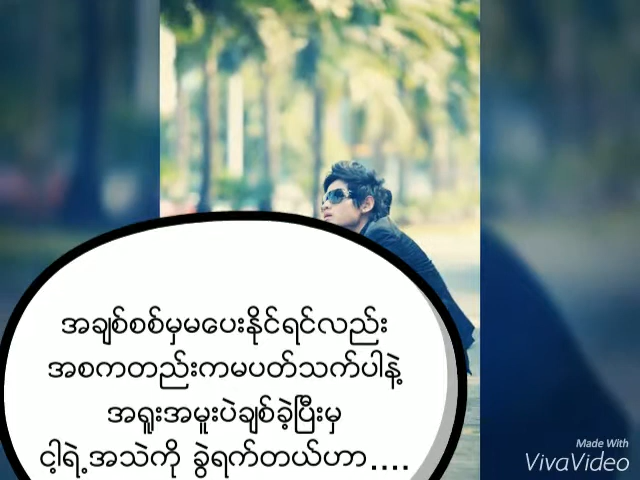 အချစ်စစ်မှမပေးနိုင်ရင်လည်း
အစကတည်းကမပတ်သက်ပါနဲ့
အရူးအမူးပဲချစ်ခဲ့ပြီးမှ
ငါ့ရဲ့အသဲကို ခွဲရက်တယ်ဟာ....
Made With
VivaVideo